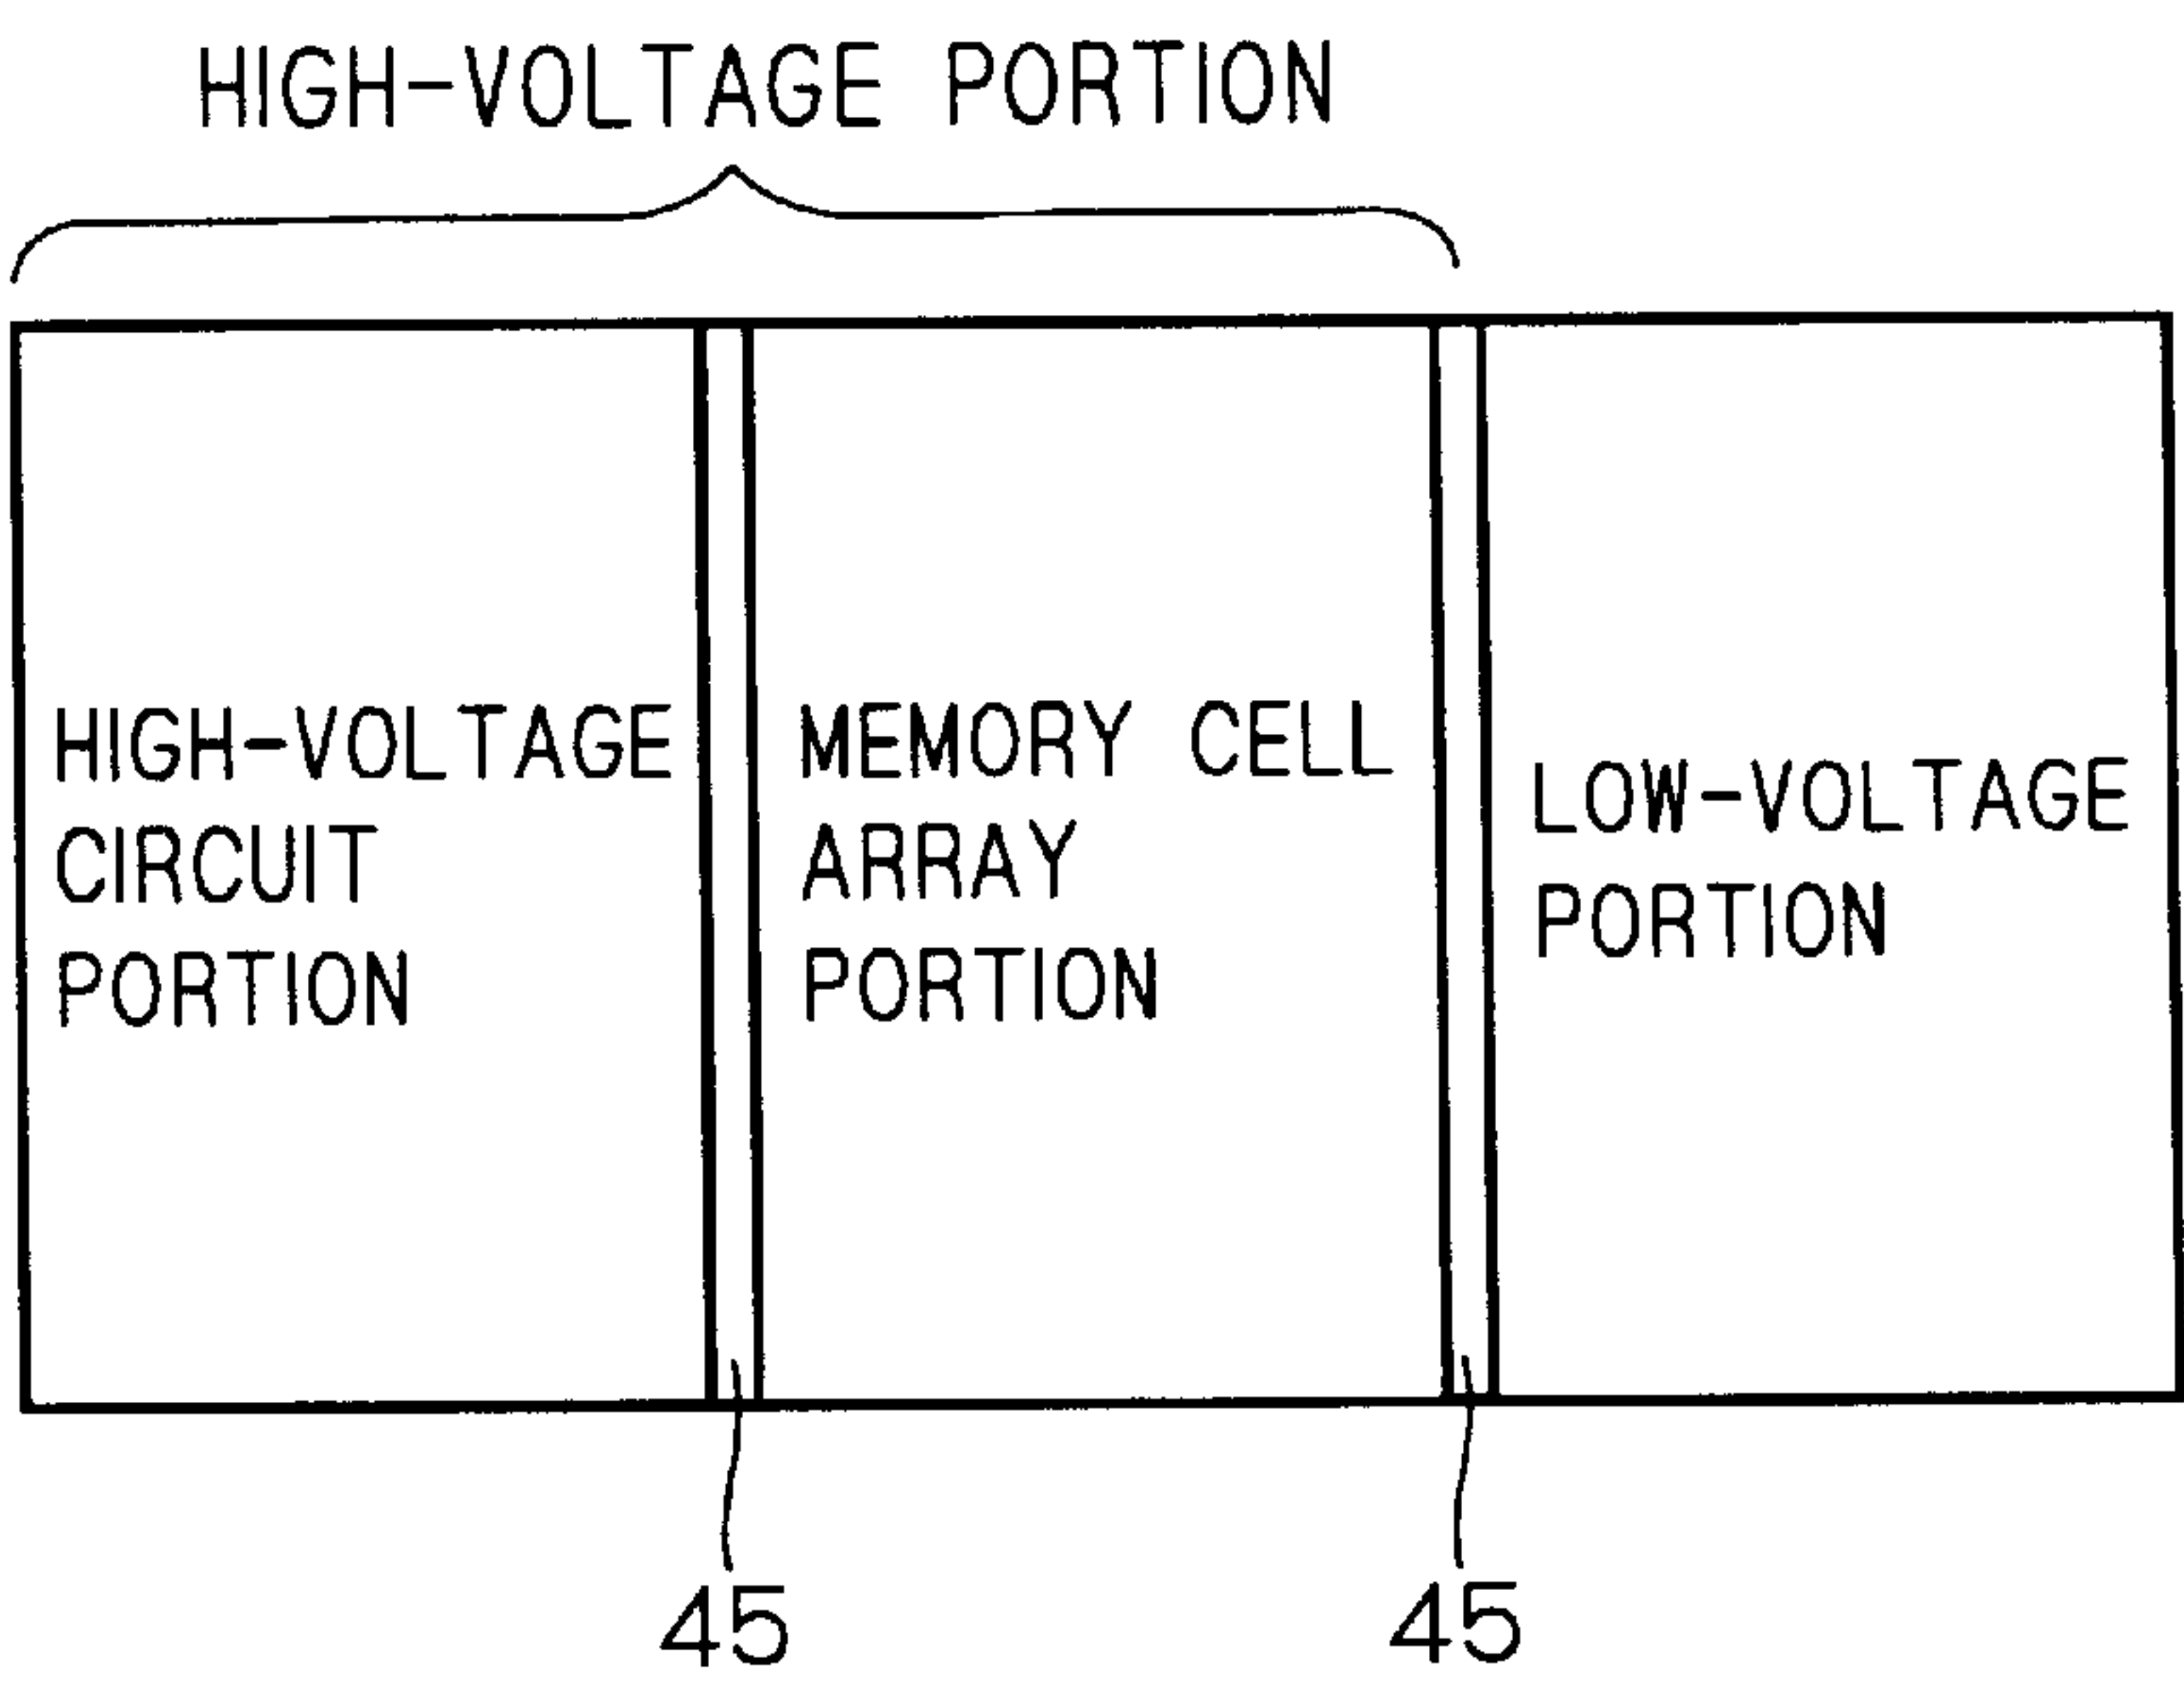 HIGH-VOLTAGE PORTION
HIGH-VOLTAGE
CIRCUIT
PORTION
MEMORY CELL
ARRAY
PORTION
LOW-VOLTAGE
PORTION
45
45